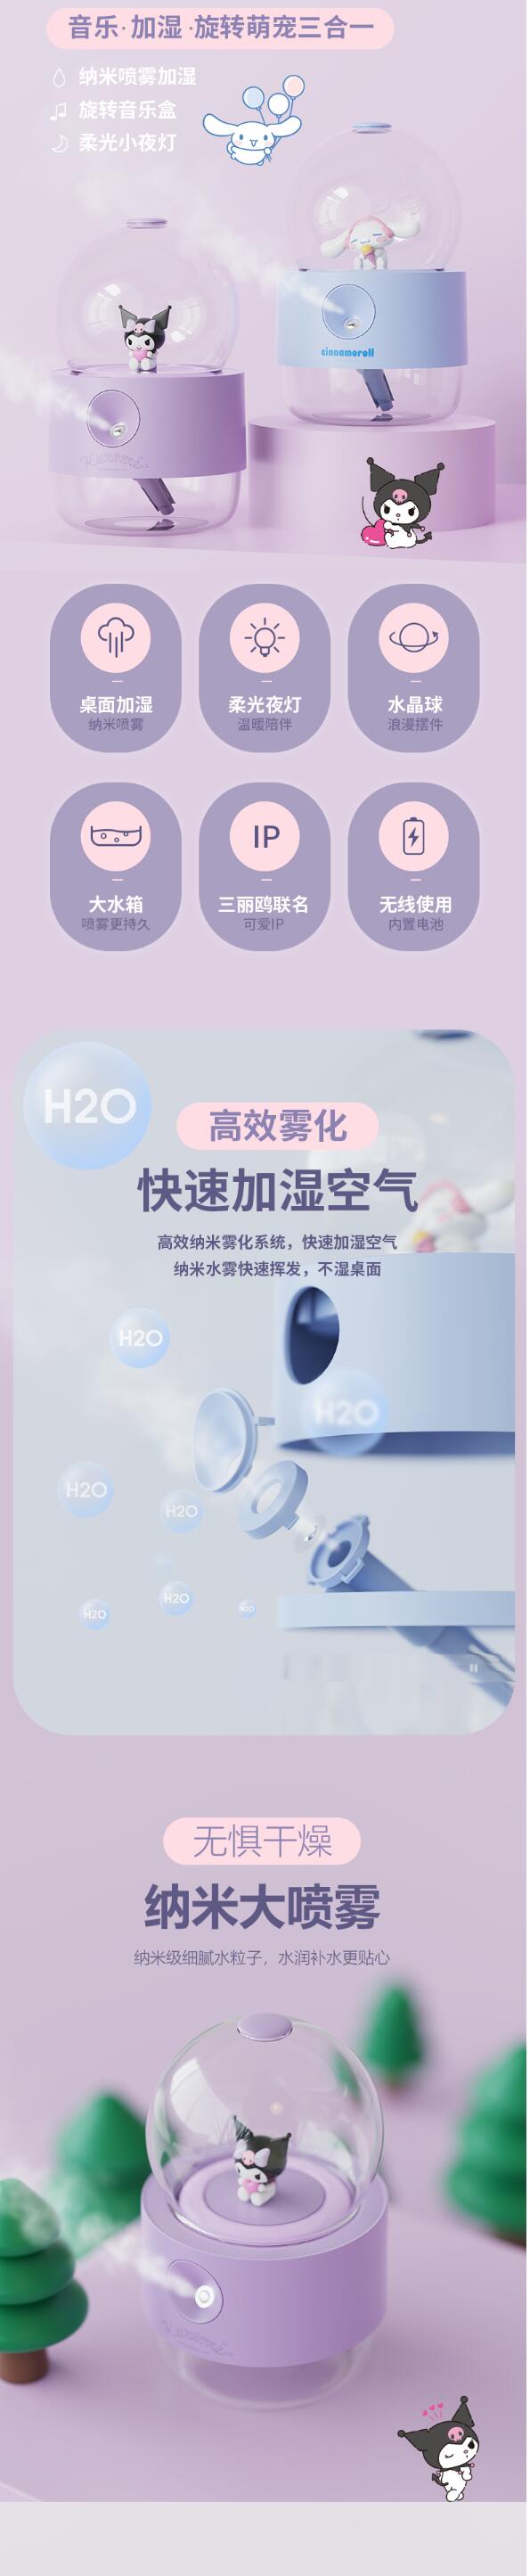 音乐·加湿·旋转萌宠三合一
纳米喷雾加湿
旋转音乐盒
柔光小夜灯
cinnamoroll
Kuromi
桌面加湿
纳米喷雾
柔光夜灯
温暖陪伴
水晶球
浪漫摆件
大水箱
喷雾更持久
IP
三丽鸥联名
可爱IP
无线使用
内置电池
H2O
高效雾化
快速加湿空气
高效纳米雾化系统，快速加湿空气
纳米水雾快速挥发，不湿桌面
H2O
H2O
H2O
H2O
H2O
H2O
H2O
无惧干燥
纳米大喷雾
纳米级细腻水粒子，水润补水更贴心
Kuromi